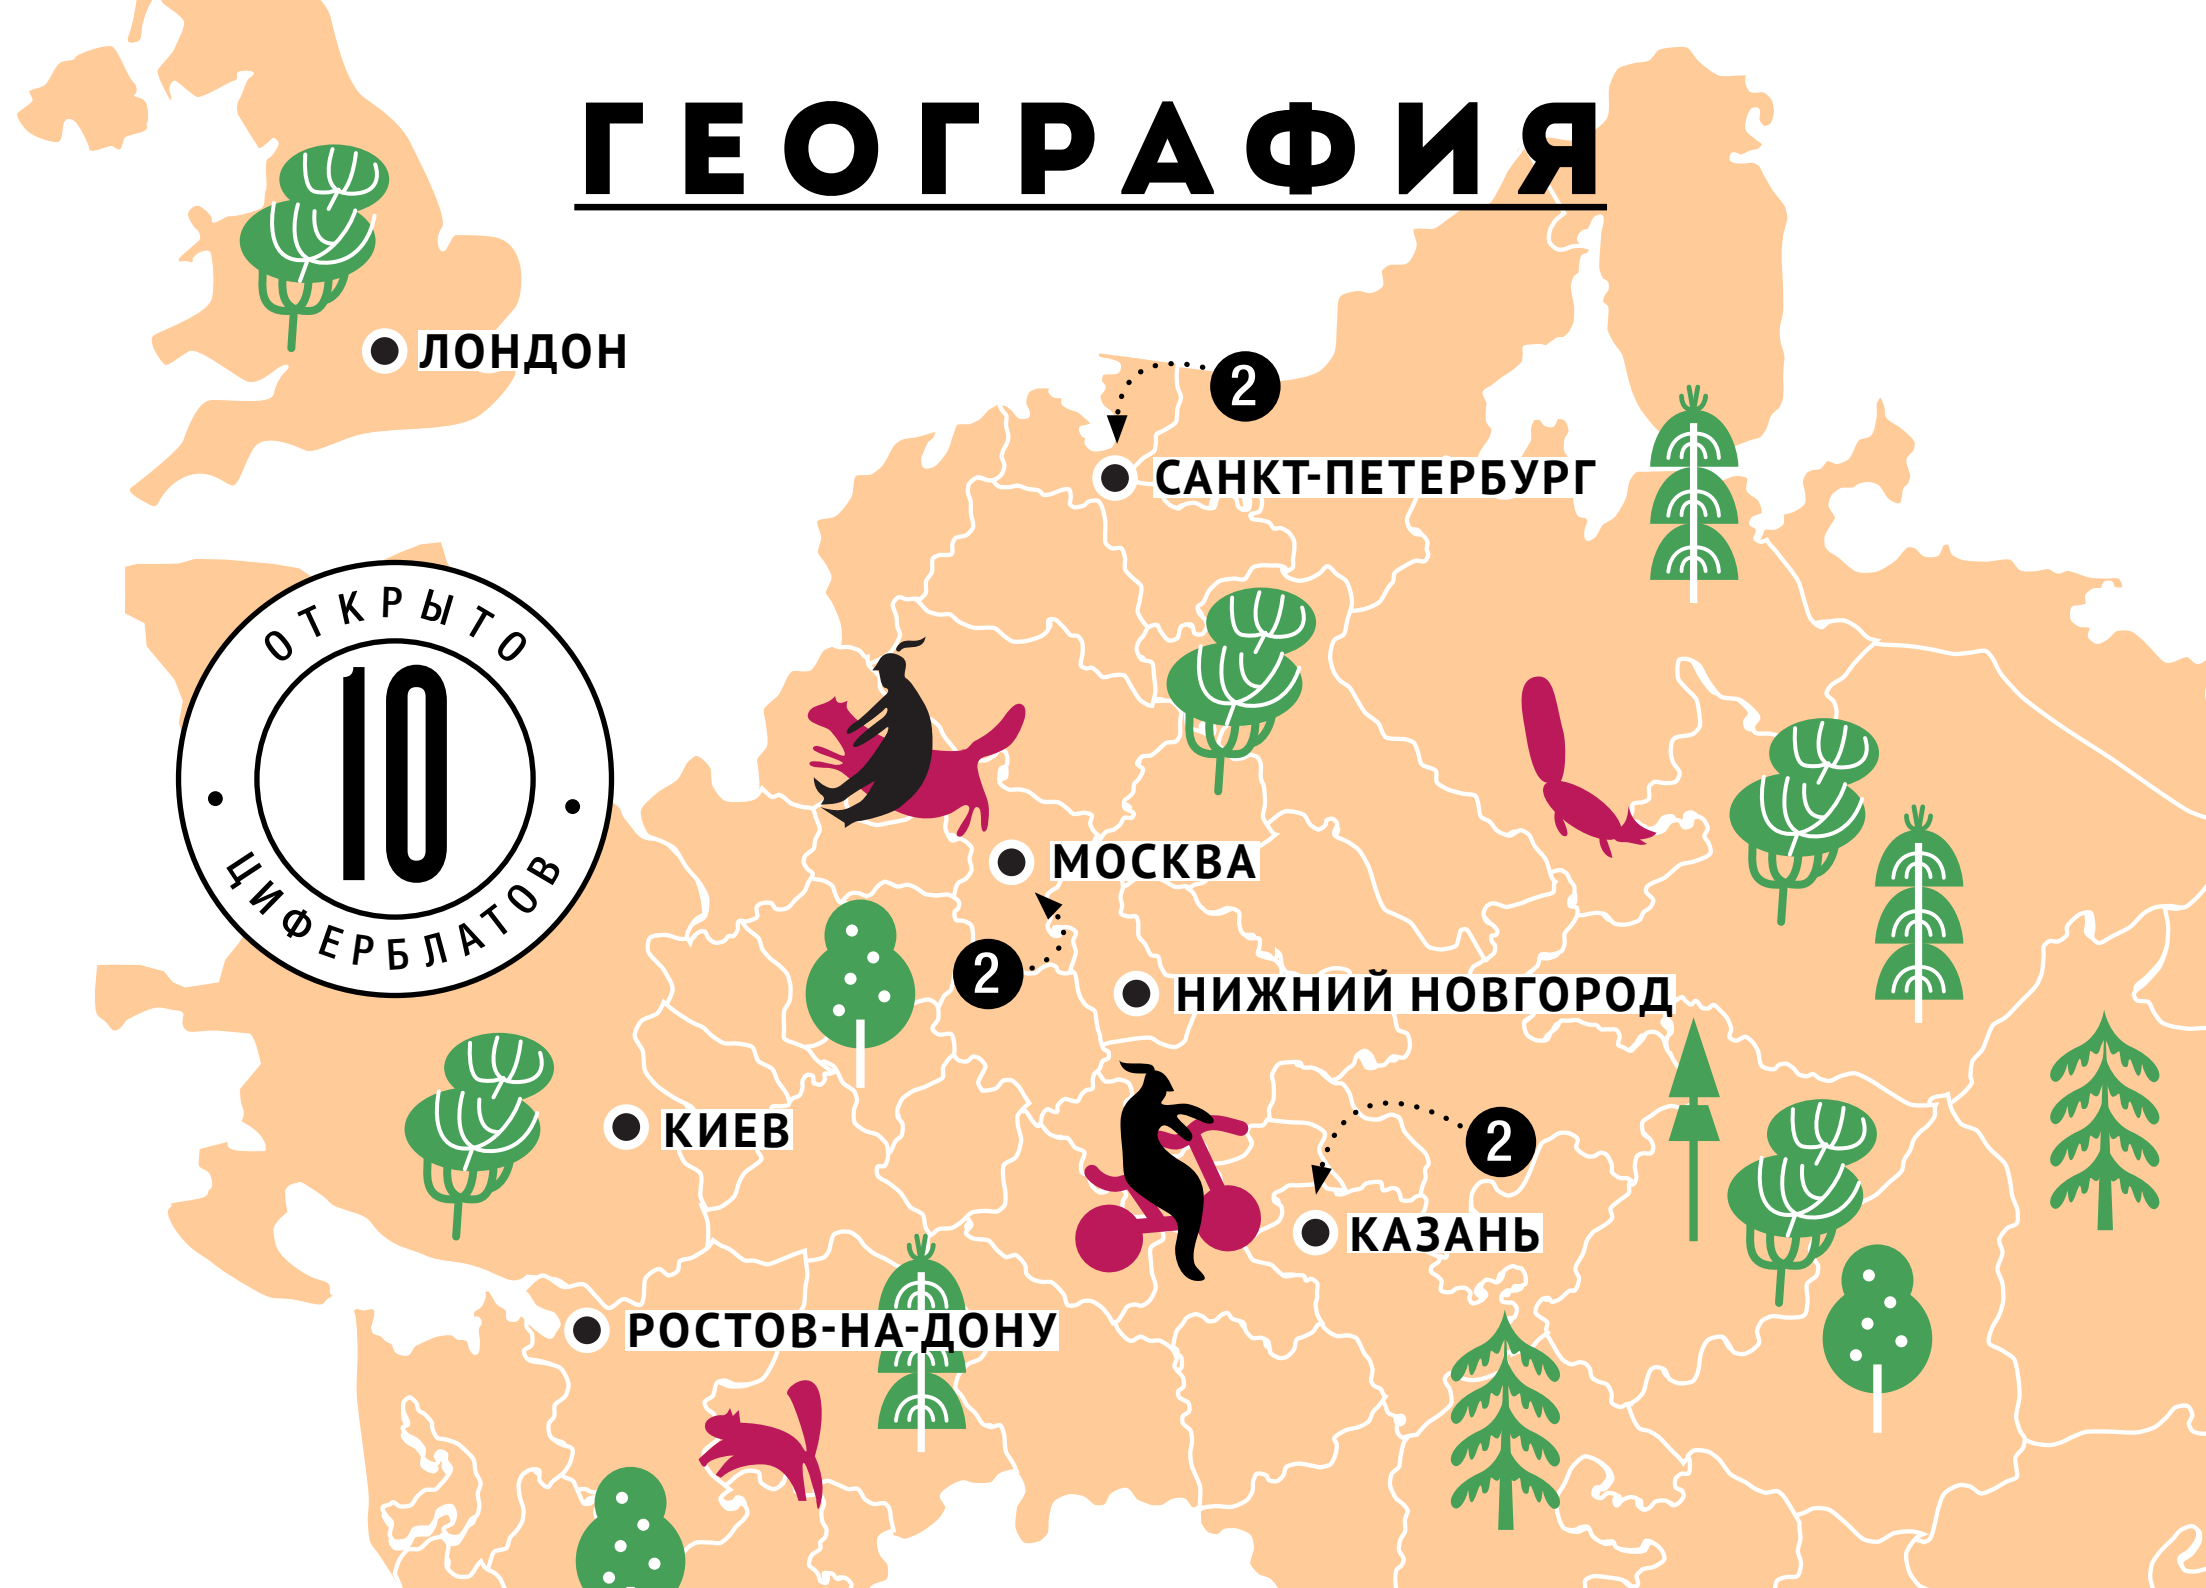 ГЕОГРАФИЯ
ЛОНДОН
2
САНКТ-ПЕТЕРБУРГ
ОТКРЫТО
10
ЦИФЕРБЛАТОВ
МОСКВА
2
НИЖНИЙ НОВГОРОД
КИЕВ
2
КАЗАНЬ
РОСТОВ-НА-ДОНУ